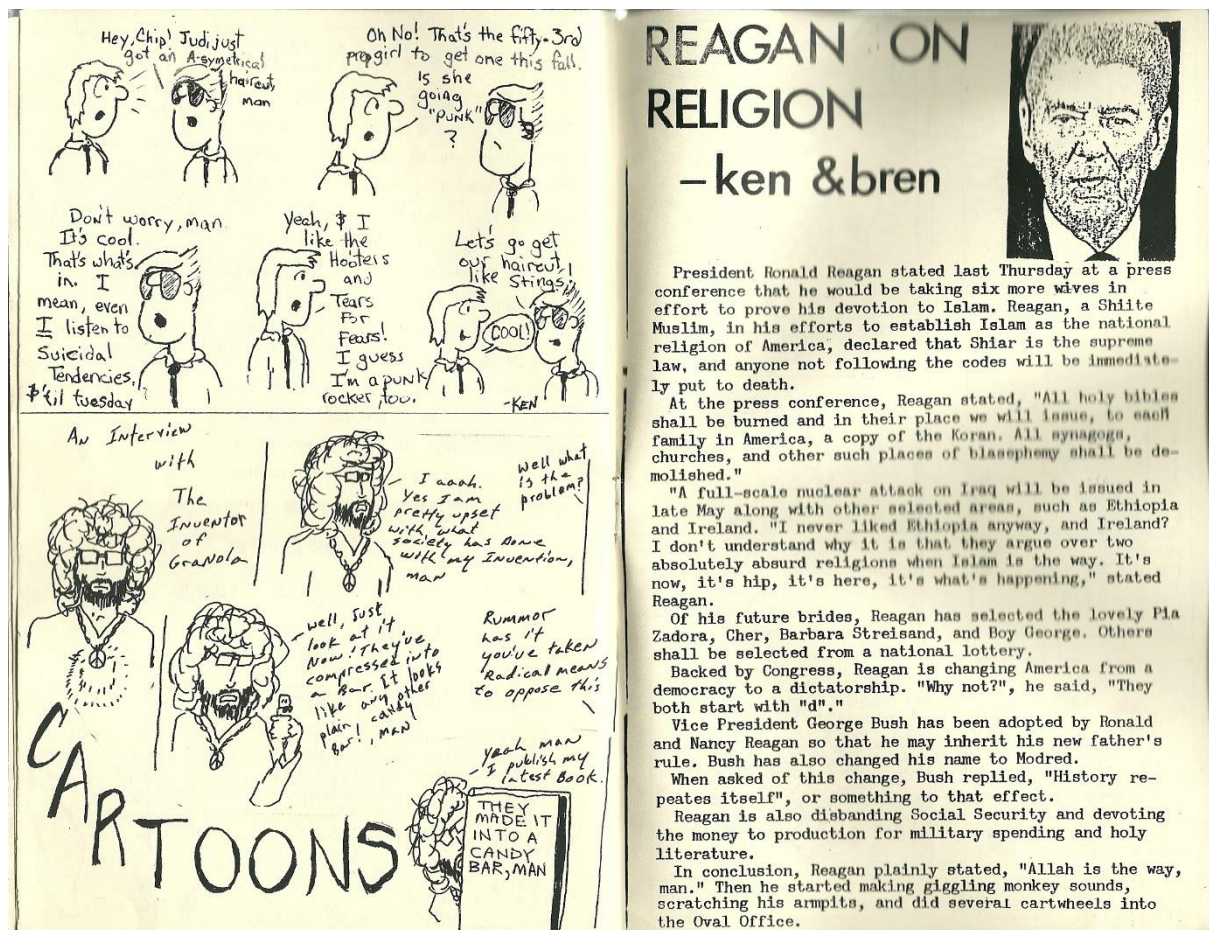 Hey, Chip! Judi just
got an A-symetrical
haircut,
man
Oh No! That's the fifty-3rd
prep girl to get one this fall.
Is she
going
"punk"
?
Don't worry, man.
It's cool.
That's what's
in. I
mean, even
I listen to
Suicidal
Tendencies,
$ 'til tuesday
Yeah, $ I
like the
Hooters
and
Tears
For
Fears!
I guess
I'm a punk
rocker, too.
Let's go get
our haircut
like Stings!
COOL!
-KEN
An Interview
with
The
Inventor
of
Granola
I aaah.
Yes I am
pretty upset
with what
society has done
with my Invention,
man
Well what
is the
problem?
well, Just
look at it
Now! They've
compressed into
a Bar. It looks
like any other
plain candy
Bar!, man
Rummor
has it
you've taken
Radical means
to oppose this
yeah man
I publish my
latest Book.
THEY
MADE IT
INTO A
CANDY
BAR, MAN
CARTOONS
REAGAN ON
RELIGION
-ken &bren
President Ronald Reagan stated last Thursday at a press
conference that he would be taking six more wives in
effort to prove his devotion to Islam. Reagan, a Shiite
Muslim, in his efforts to establish Islam as the national
religion of America, declared that Shiar is the supreme
law, and anyone not following the codes will be immediate-
ly put to death.
At the press conference, Reagan stated, "All holy bibles
shall be burned and in their place we will issue, to each
family in America, a copy of the Koran. All synagogs,
churches, and other such places of blasephemy shall be de-
molished."
"A full-scale nuclear attack on Iraq will be issued in
late May along with other selected areas, such as Ethiopia
and Ireland. "I never liked Ethiopia anyway, and Ireland?
I don't understand why it is that they argue over two
absolutely absurd religions when Islam is the way. It's
now, it's hip, it's here, it's what's happening," stated
Reagan.
Of his future brides, Reagan has selected the lovely Pia
Zadora, Cher, Barbara Streisand, and Boy George. Others
shall be selected from a national lottery.
Backed by Congress, Reagan is changing America from a
democracy to a dictatorship. "Why not?", he said, "They
both start with "d"."
Vice President George Bush has been adopted by Ronald
and Nancy Reagan so that he may inherit his new father's
rule. Bush has also changed his name to Modred.
When asked of this change, Bush replied, "History re-
peates itself", or something to that effect.
Reagan is also disbanding Social Security and devoting
the money to production for military spending and holy
literature.
In conclusion, Reagan plainly stated, "Allah is the way,
man." Then he started making giggling monkey sounds,
scratching his armpits, and did several cartwheels into
the Oval Office.